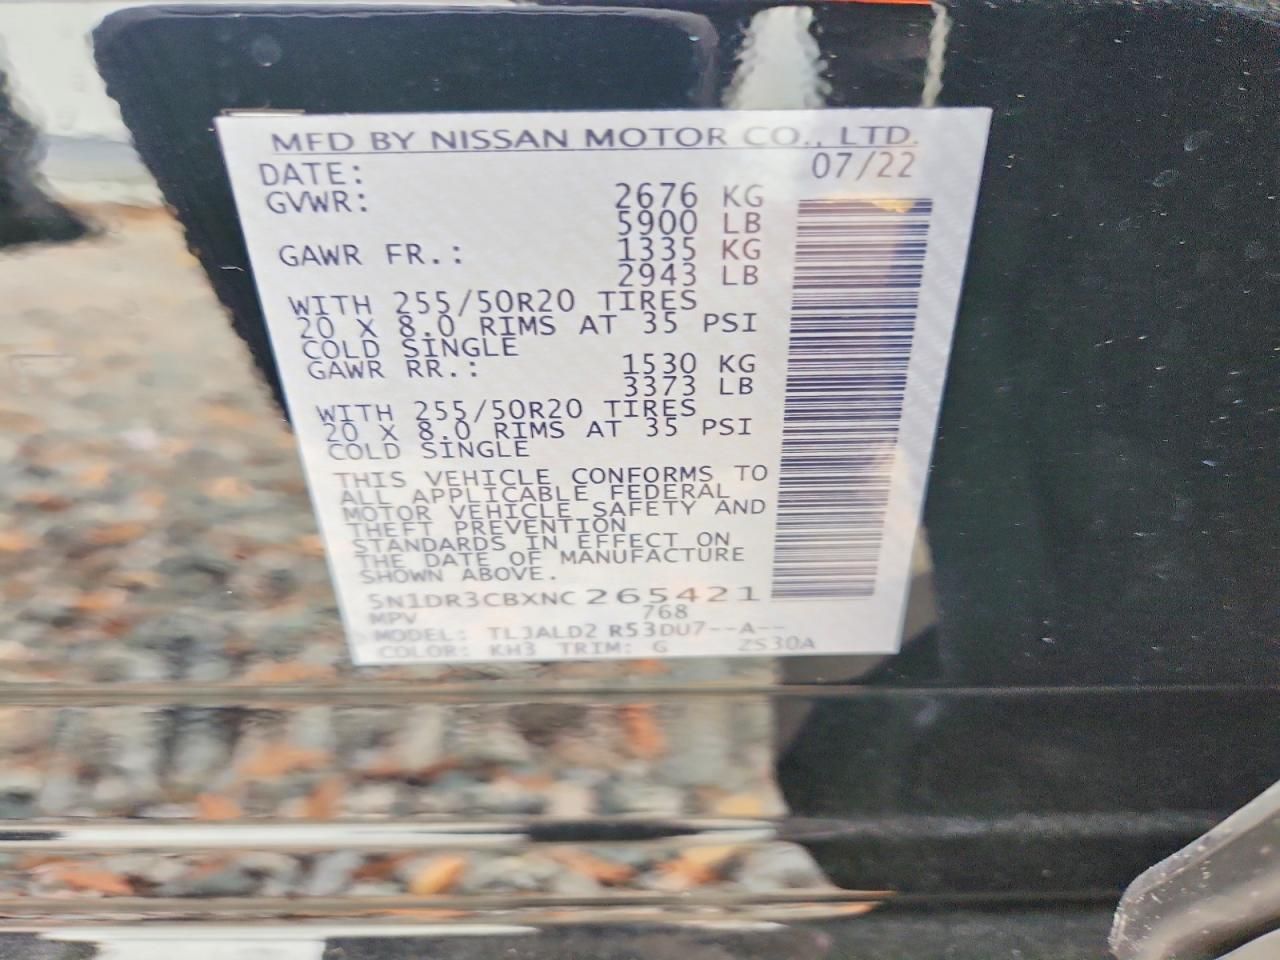 MFD BY NISSAN MOTOR CO., LTD.
DATE: 07/22
GVWR: 2676 KG
5900 LB
GAWR FR.: 1335 KG
2943 LB
WITH 255/50R20 TIRES
20 X 8.0 RIMS AT 35 PSI
COLD SINGLE
GAWR RR.: 1530 KG
3373 LB
WITH 255/50R20 TIRES
20 X 8.0 RIMS AT 35 PSI
COLD SINGLE
THIS VEHICLE CONFORMS TO
ALL APPLICABLE FEDERAL
MOTOR VEHICLE SAFETY AND
THEFT PREVENTION
STANDARDS IN EFFECT ON
THE DATE OF MANUFACTURE
SHOWN ABOVE.
5N1DR3CBXNC265421
MPV 768
MODEL: TLJALD2 R53DU7--A--
COLOR: KH3 TRIM: G ZS30A